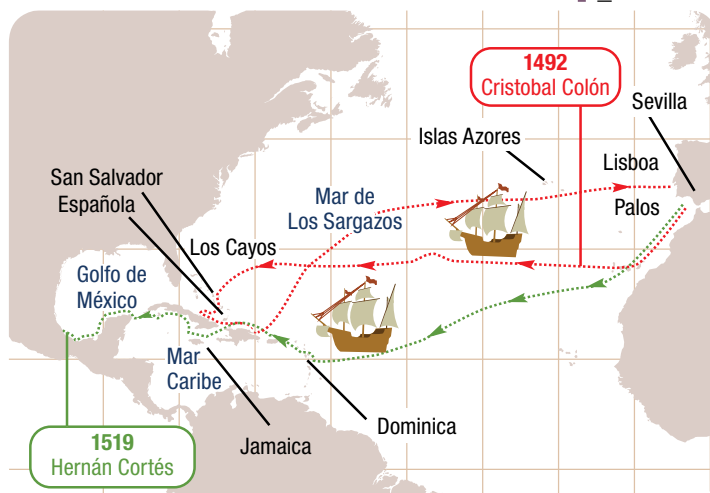 1492
Cristobal Colón
Sevilla
Islas Azores
Lisboa
San Salvador
Española
Mar de
Los Sargazos
Palos
Los Cayos
Golfo de
México
Mar
Caribe
Dominica
Jamaica
1519
Hernán Cortés